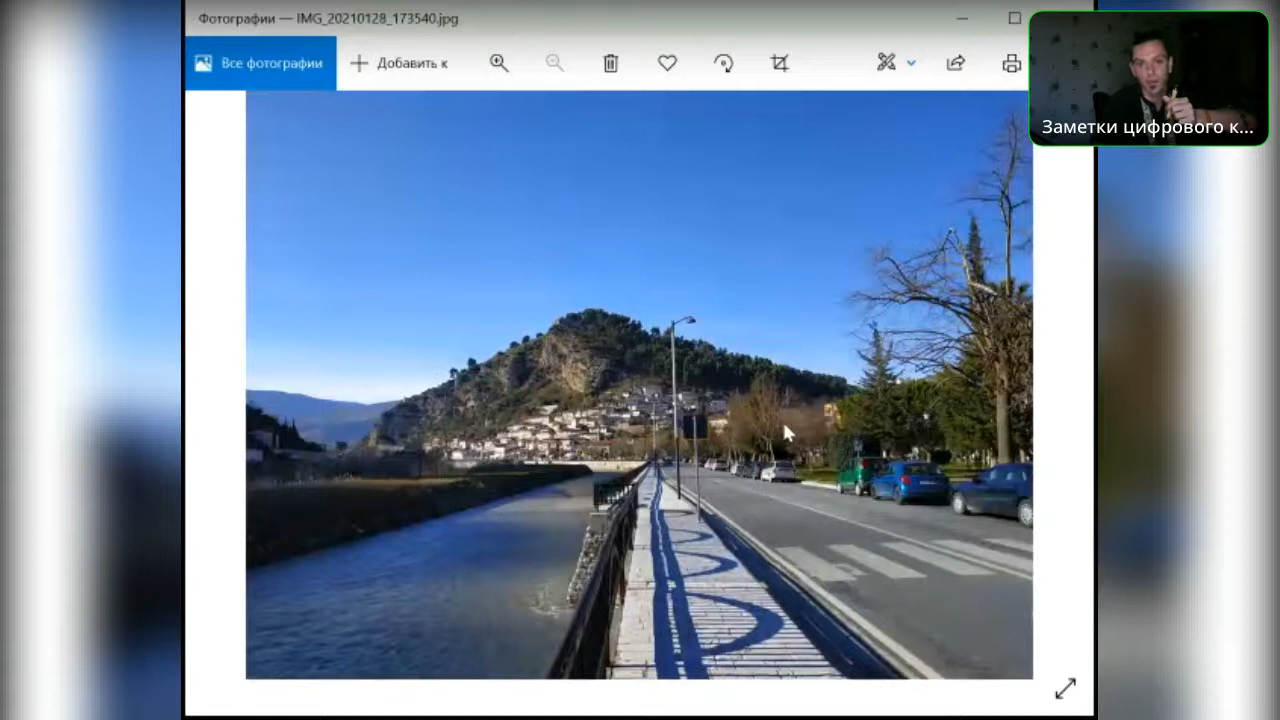 Фотографии — IMG_20210128_173540.jpg
Все фотографии
Добавить к
Заметки цифрового к...